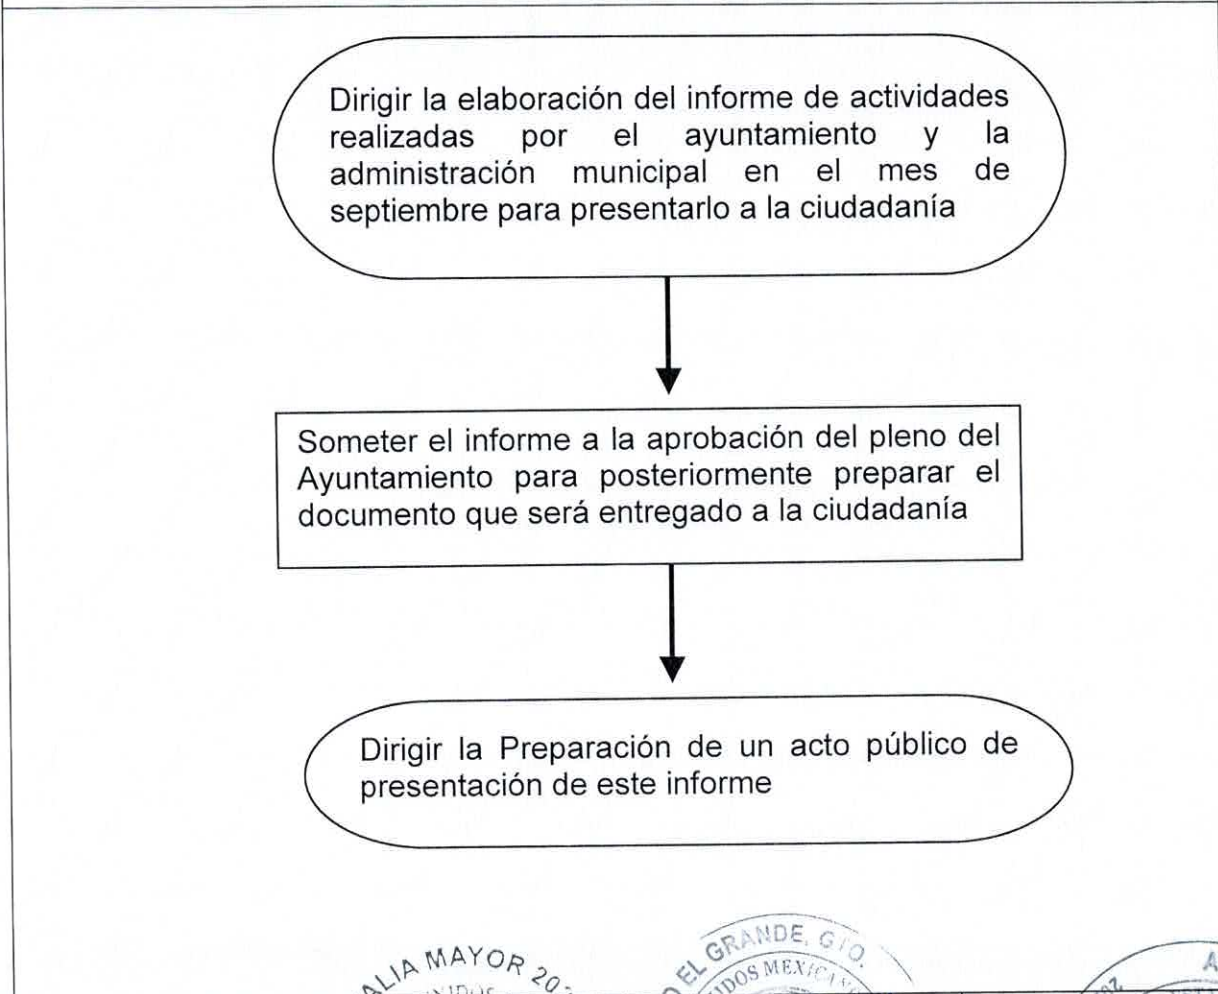 Dirigir la elaboración del informe de actividades
realizadas por el ayuntamiento y la
administración municipal en el mes de
septiembre para presentarlo a la ciudadanía
Someter el informe a la aprobación del pleno del
Ayuntamiento para posteriormente preparar el
documento que será entregado a la ciudadanía
Dirigir la Preparación de un acto público de
presentación de este informe
MAYOR
EL GRANDE, GTO.